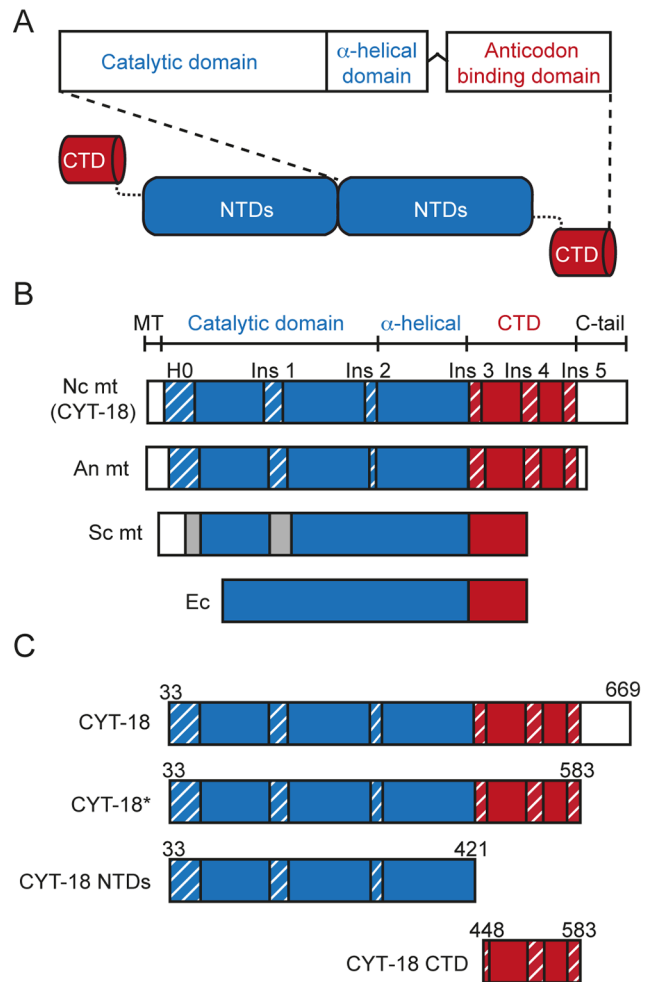 A
Catalytic domain
α-helical
domain
Anticodon
binding domain
CTD
NTDs
NTDs
CTD
B
MT
Catalytic domain
α-helical
CTD
C-tail
H0
Ins 1
Ins 2
Ins 3
Ins 4
Ins 5
Nc mt
(CYT-18)
An mt
Sc mt
Ec
C
33
669
CYT-18
33
583
CYT-18*
33
421
CYT-18 NTDs
448
583
CYT-18 CTD